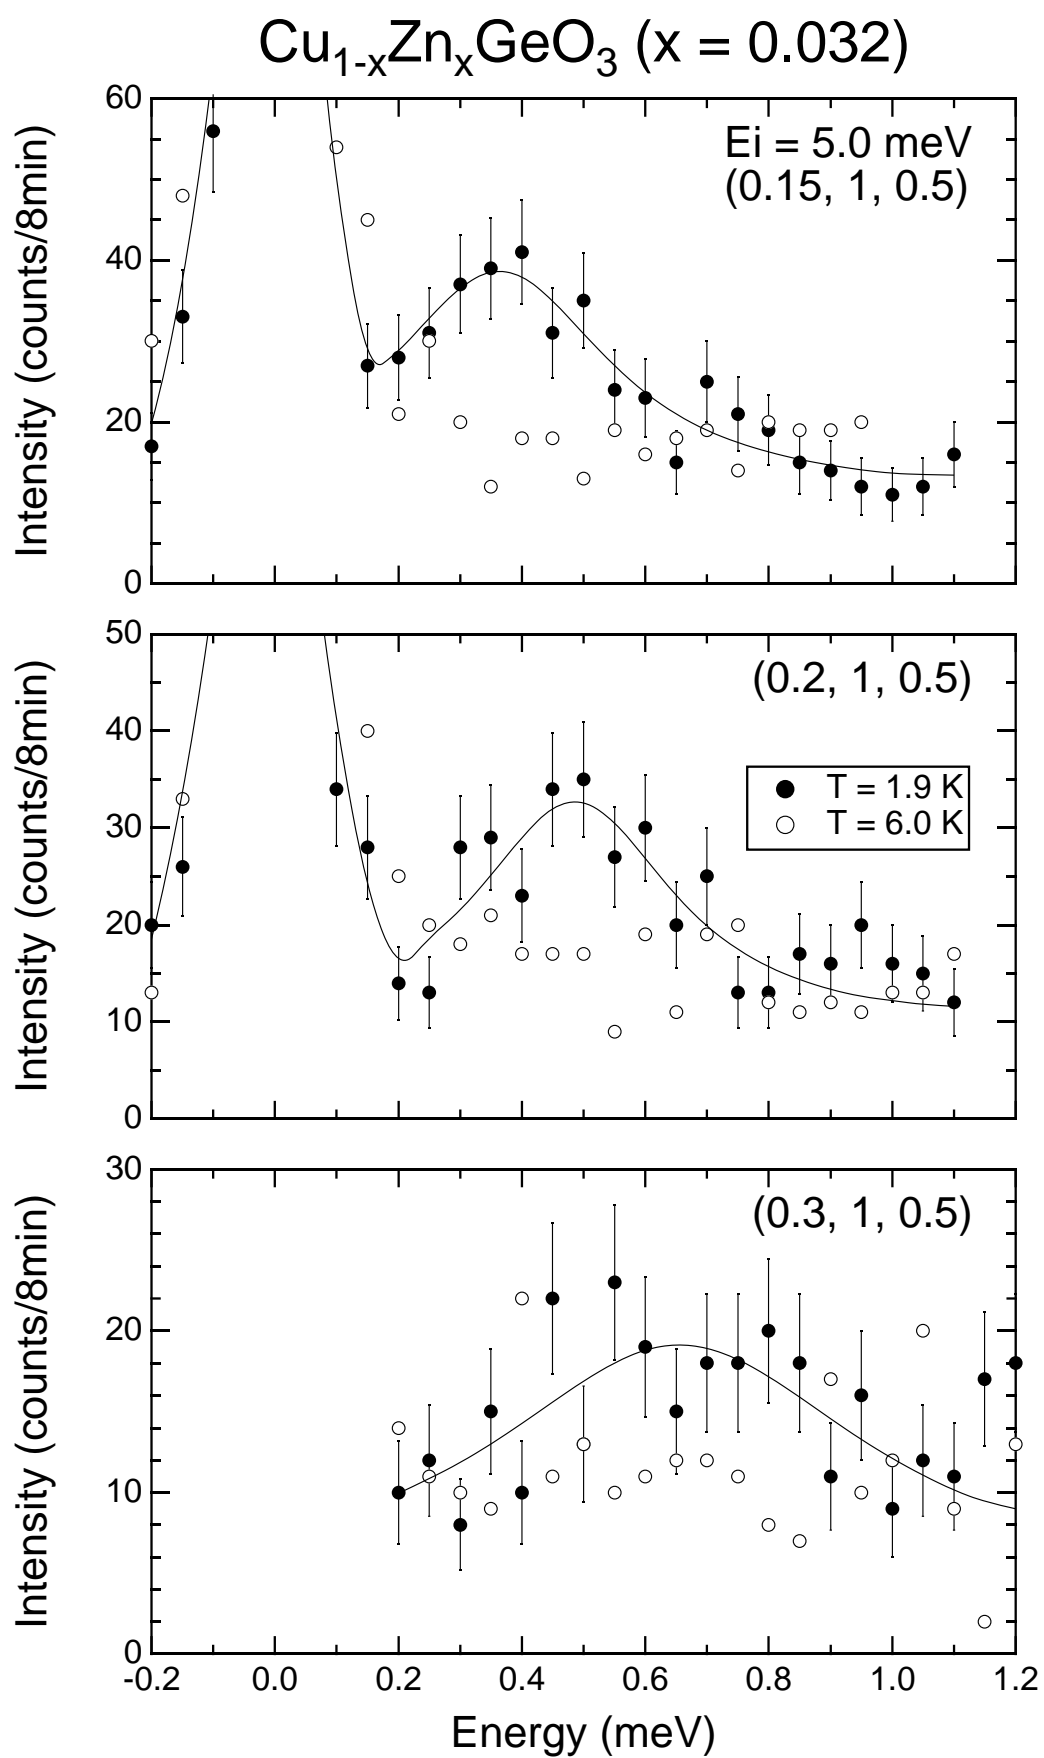 Cu1-xZnxGeO3 (x = 0.032)
60
40
20
0
Intensity (counts/8min)
Ei = 5.0 meV
(0.15, 1, 0.5)
50
40
30
20
10
0
Intensity (counts/8min)
(0.2, 1, 0.5)
T = 1.9 K
T = 6.0 K
30
20
10
0
Intensity (counts/8min)
(0.3, 1, 0.5)
-0.2 0.0 0.2 0.4 0.6 0.8 1.0 1.2
Energy (meV)